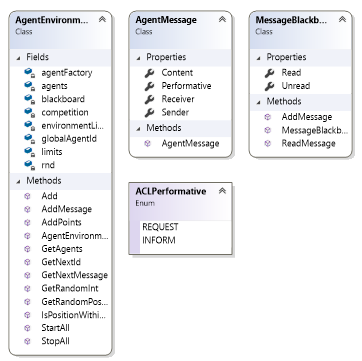 AgentEnvironm...
Class
Fields
agentFactory
agents
blackboard
competition
environmentLi...
globalAgentId
limits
rnd
Methods
Add
AddMessage
AddPoints
AgentEnvironm...
GetAgents
GetNextId
GetNextMessage
GetRandomInt
GetRandomPos...
IsPositionWithi...
StartAll
StopAll
AgentMessage
Class
Properties
Content
Performative
Receiver
Sender
Methods
AgentMessage
MessageBlackb...
Class
Properties
Read
Unread
Methods
AddMessage
MessageBlackb...
ReadMessage
ACLPerformative
Enum
REQUEST
INFORM